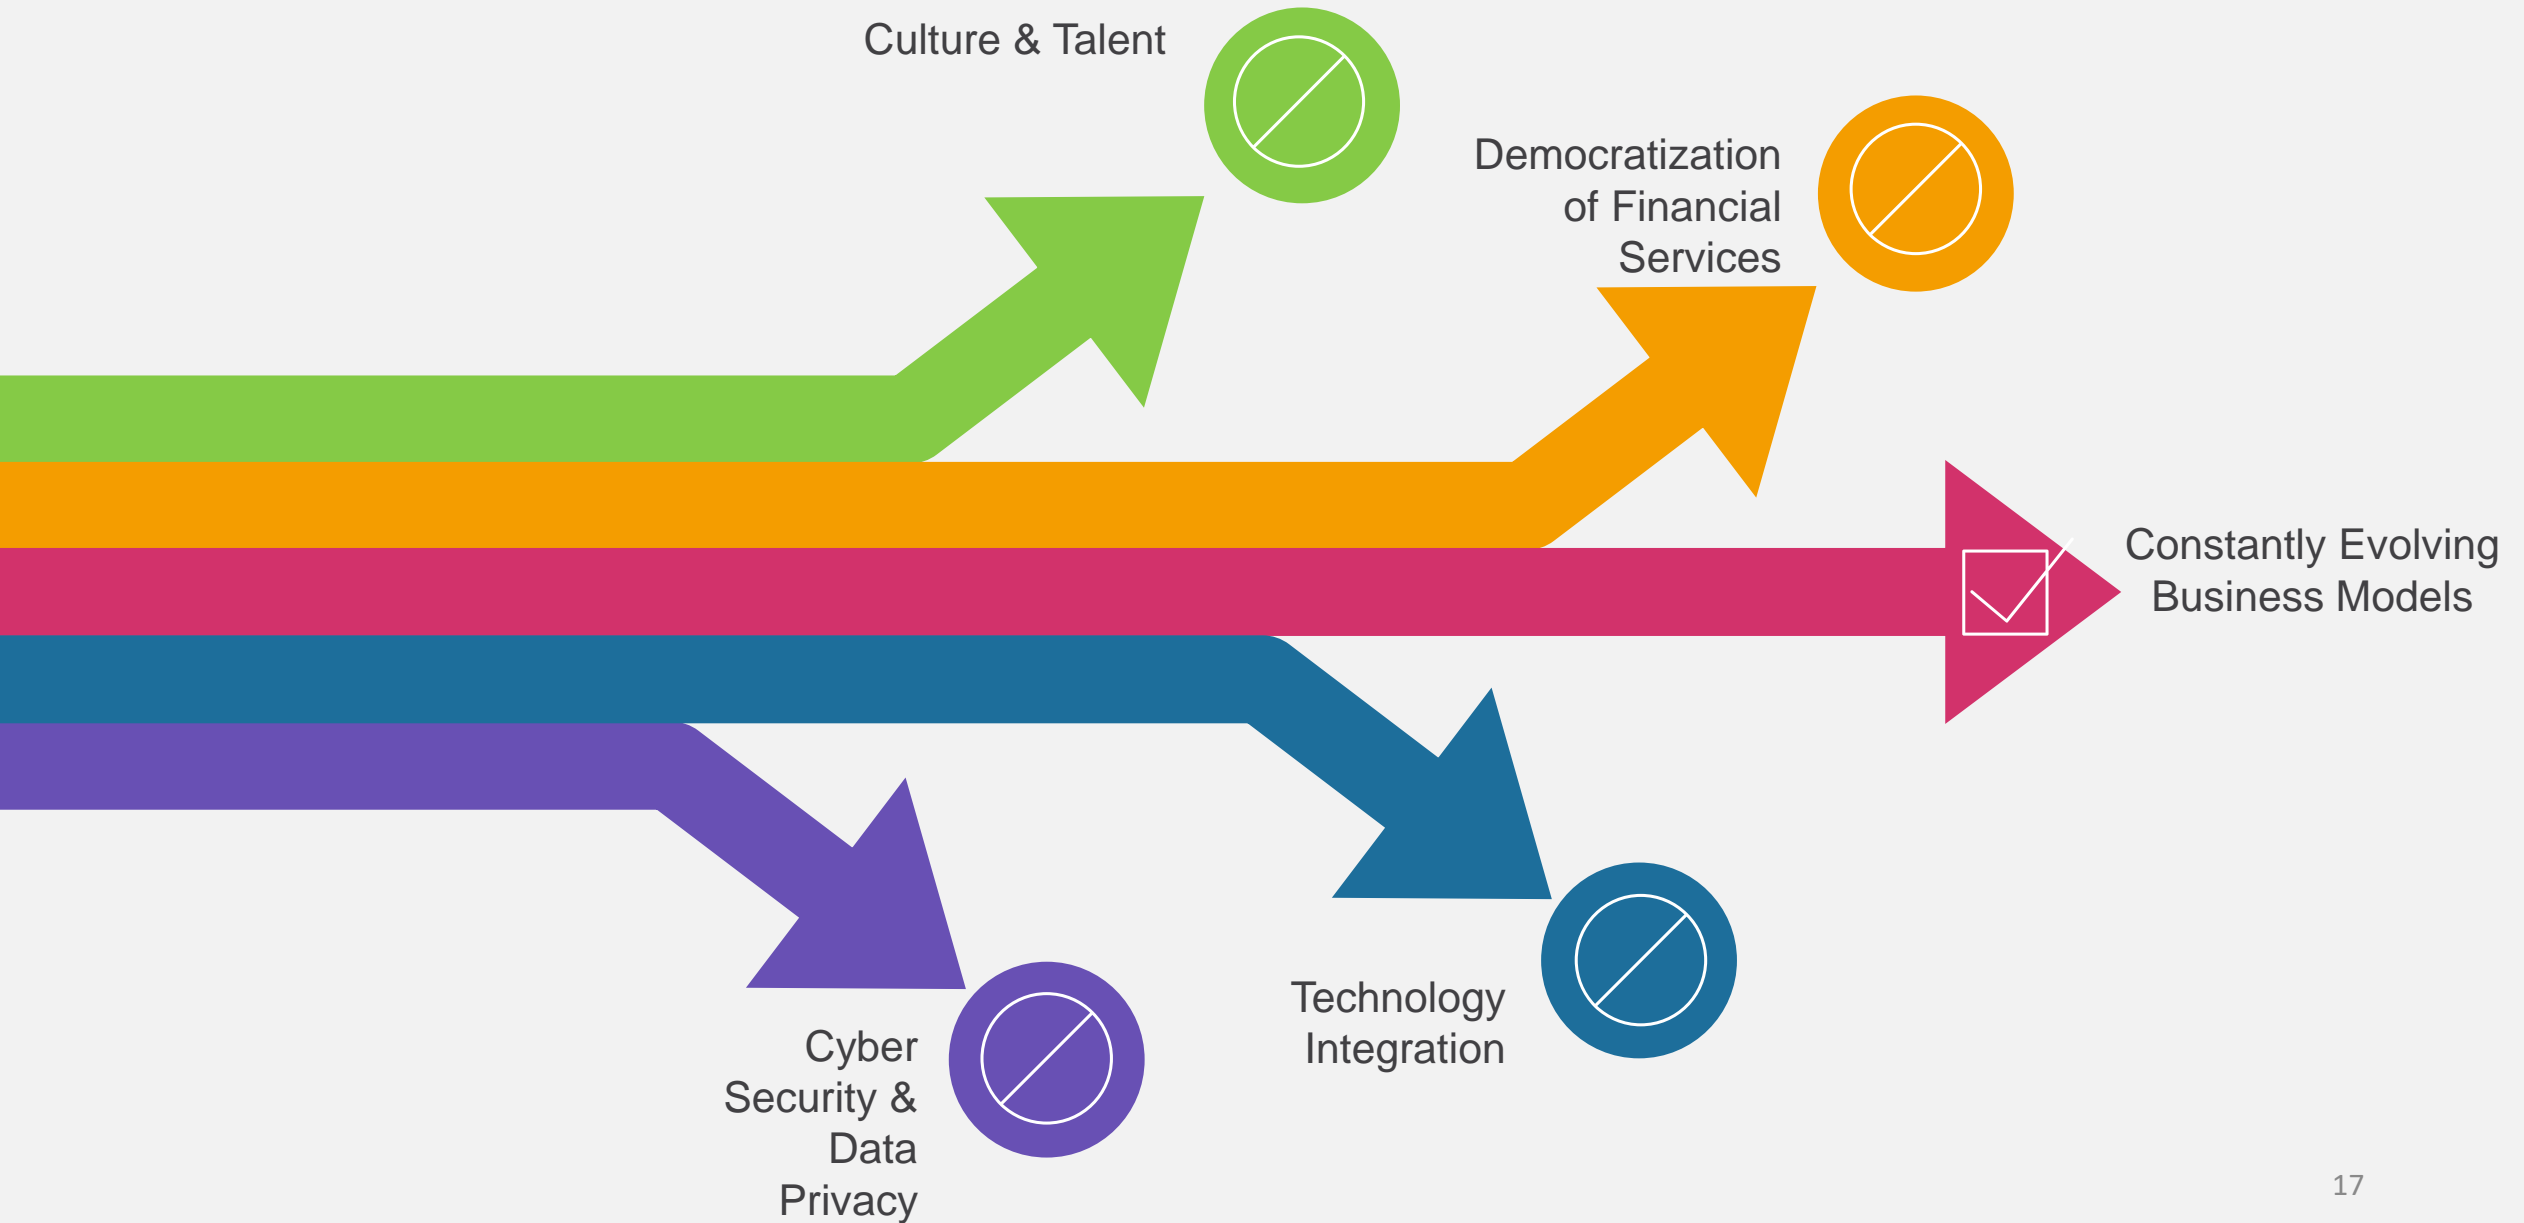 Culture & Talent
Democratization
of Financial
Services
Constantly Evolving
Business Models
Technology
Integration
Cyber
Security &
Data
Privacy
17